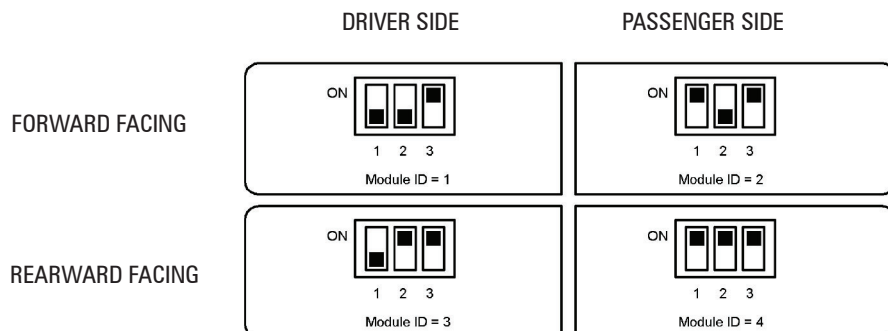 DRIVER SIDE PASSENGER SIDE
FORWARD FACING
ON ON
1 2 3 1 2 3
Module ID = 1 Module ID = 2
REARWARD FACING
ON ON
1 2 3 1 2 3
Module ID = 3 Module ID = 4